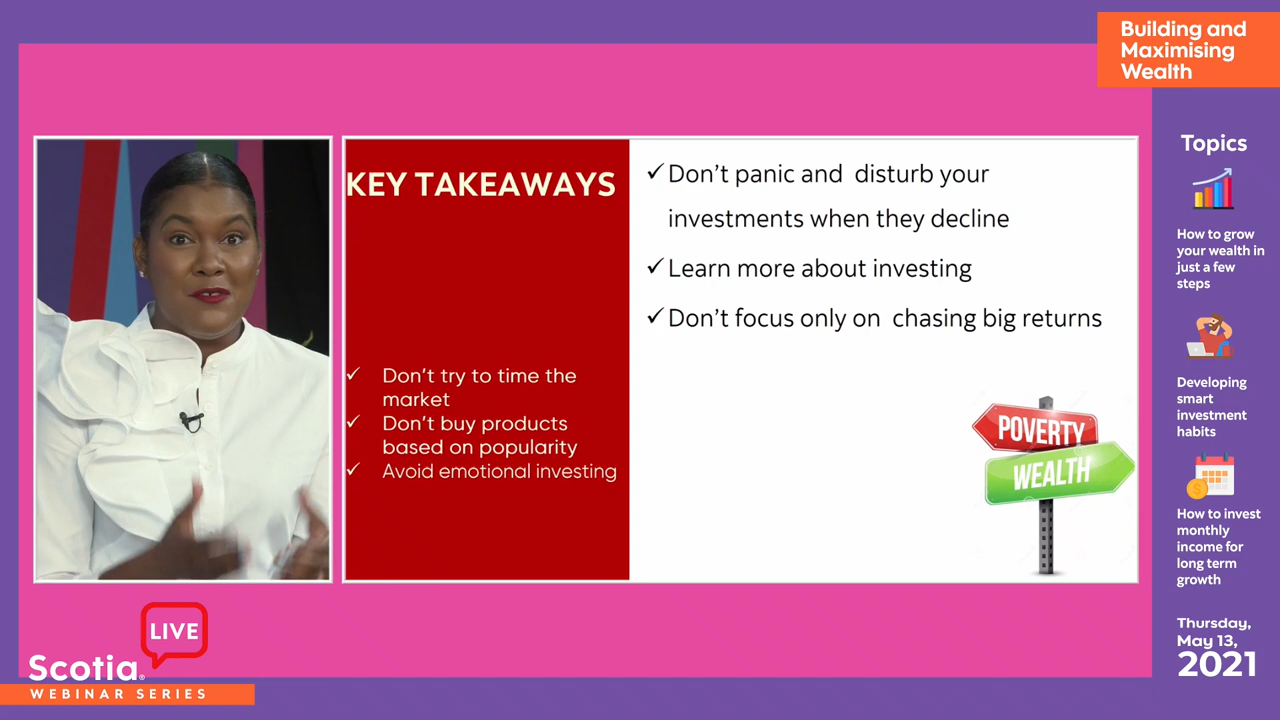 Building and
Maximising
Wealth
KEY TAKEAWAYS
✓ Don't try to time the
market
✓ Don't buy products
based on popularity
✓ Avoid emotional investing
✓ Don't panic and disturb your
investments when they decline
✓ Learn more about investing
✓ Don't focus only on chasing big returns
POVERTY
WEALTH
Topics
How to grow
your wealth in
just a few
steps
Developing
smart
investment
habits
How to invest
monthly
income for
long term
growth
Thursday,
May 13,
2021
LIVE
Scotia®
WEBINAR SERIES